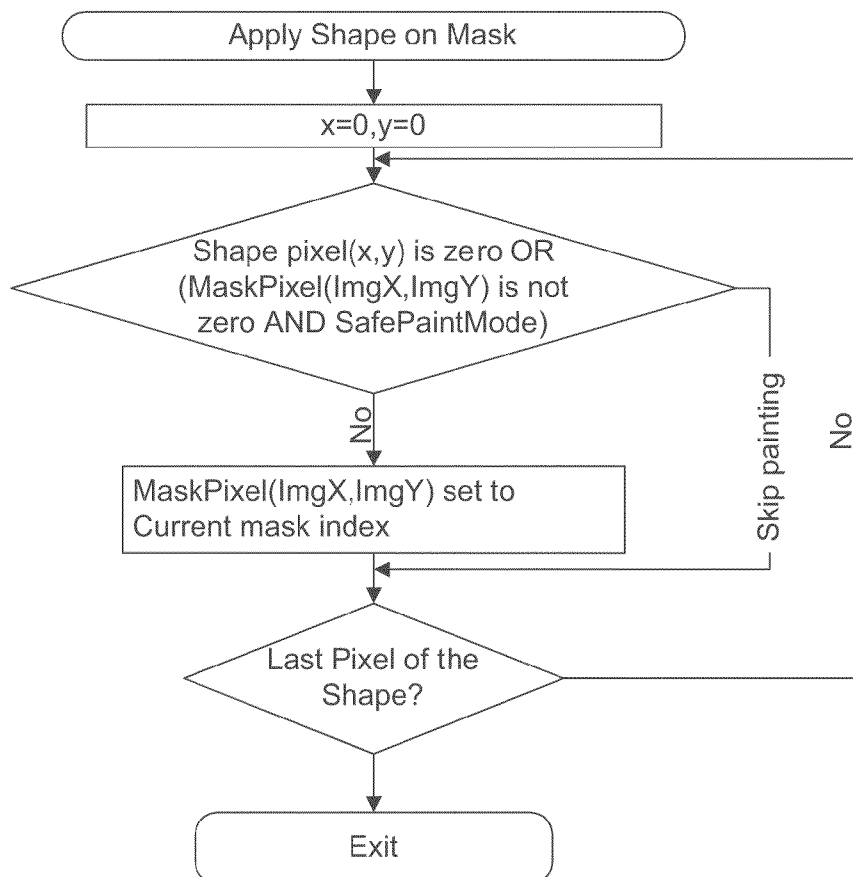 Apply Shape on Mask
x=0,y=0
Shape pixel(x,y) is zero OR
(MaskPixel(ImgX,ImgY) is not
zero AND SafePaintMode)
No
Skip painting
No
MaskPixel(ImgX,ImgY) set to
Current mask index
Last Pixel of the
Shape?
Exit